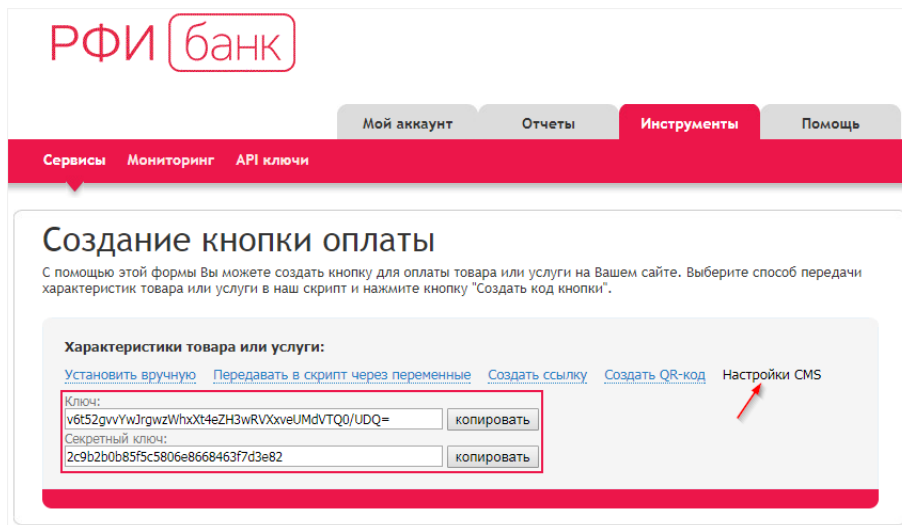 РФИ банк
Мой аккаунт Отчеты Инструменты Помощь
Сервисы Мониторинг API ключи
Создание кнопки оплаты
С помощью этой формы Вы можете создать кнопку для оплаты товара или услуги на Вашем сайте. Выберите способ передачи
характеристик товара или услуги в наш скрипт и нажмите кнопку "Создать код кнопки".
Характеристики товара или услуги:
Установить вручную Передавать в скрипт через переменные Создать ссылку Создать QR-код Настройки CMS
Ключ:
v6t52gvvYwJrgwzWhxXt4eZH3wRVXxveUMdVTQ0/UDQ= копировать
Секретный ключ:
2c9b2b0b85f5c5806e8668463f7d3e82 копировать